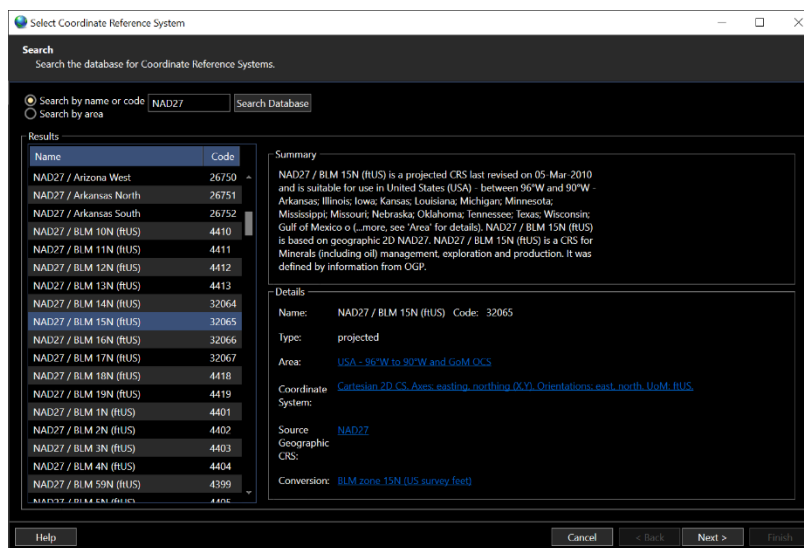 Select Coordinate Reference System
Search
Search the database for Coordinate Reference Systems.
Search by name or code NAD27 Search Database
Search by area
Results
Name Code
NAD27 / Arizona West 26750
NAD27 / Arkansas North 26751
NAD27 / Arkansas South 26752
NAD27 / BLM 10N (ftUS) 4410
NAD27 / BLM 11N (ftUS) 4411
NAD27 / BLM 12N (ftUS) 4412
NAD27 / BLM 13N (ftUS) 4413
NAD27 / BLM 14N (ftUS) 32064
NAD27 / BLM 15N (ftUS) 32065
NAD27 / BLM 16N (ftUS) 32066
NAD27 / BLM 17N (ftUS) 32067
NAD27 / BLM 18N (ftUS) 4418
NAD27 / BLM 19N (ftUS) 4419
NAD27 / BLM 1N (ftUS) 4401
NAD27 / BLM 2N (ftUS) 4402
NAD27 / BLM 3N (ftUS) 4403
NAD27 / BLM 4N (ftUS) 4404
NAD27 / BLM 59N (ftUS) 4399
NAD27 / BLM 5N (ftUS) 4405
Summary
NAD27 / BLM 15N (ftUS) is a projected CRS last revised on 05-Mar-2010
and is suitable for use in United States (USA) - between 96°W and 90°W -
Arkansas; Illinois; Iowa; Kansas; Louisiana; Michigan; Minnesota;
Mississippi; Missouri; Nebraska; Oklahoma; Tennessee; Texas; Wisconsin;
Gulf of Mexico o (...more, see 'Area' for details). NAD27 / BLM 15N (ftUS)
is based on geographic 2D NAD27. NAD27 / BLM 15N (ftUS) is a CRS for
Minerals (including oil) management, exploration and production. It was
defined by information from OGP.
Details
Name: NAD27 / BLM 15N (ftUS) Code: 32065
Type: projected
Area: USA - 96°W to 90°W and GoM OCS
Coordinate Cartesian 2D CS. Axes: easting, northing (X,Y). Orientations: east, north. UoM: ftUS.
System:
Source NAD27
Geographic
CRS:
Conversion: BLM zone 15N (US survey feet)
Help Cancel < Back Next > Finish